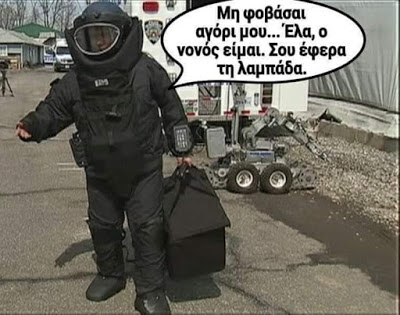 Μη φοβάσαι
αγόρι μου... Έλα, ο
νονός είμαι. Σου έφερα
τη λαμπάδα.